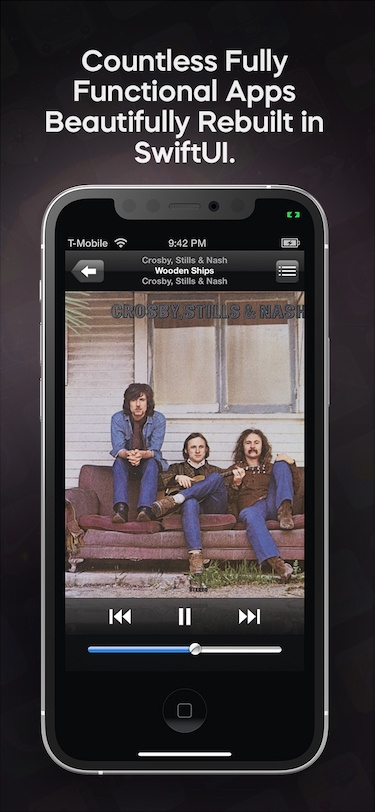 Countless Fully
Functional Apps
Beautifully Rebuilt in
SwiftUI.
T-Mobile 9:42 PM
Crosby, Stills & Nash
Wooden Ships
Crosby, Stills & Nash
CROSBY, STILLS & NASH
STEREO